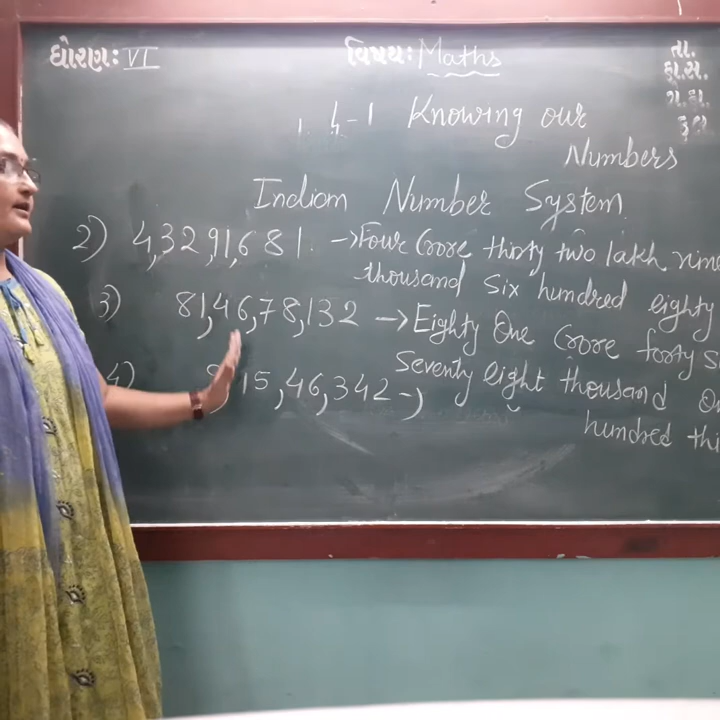 ધોરણ: VI
વિષય: Maths
તા.
1. 4-1 Knowing our
Numbers
Indian Number System
2) 4,32,91,681. → Four Crore thirty two lakh nine
thousand six hundred eighty
3) 81,46,78,132 → Eighty One Crore forty S
Seventy eight thousand On
hundred thi
4) 15,46,342 →